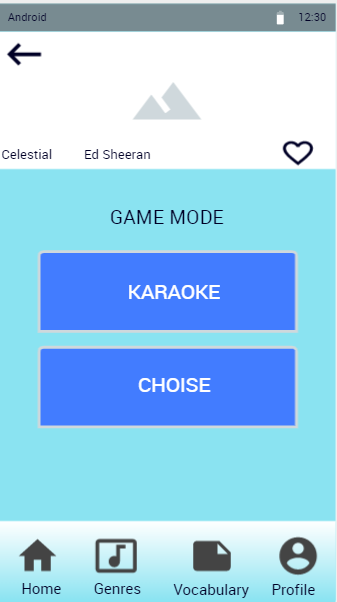 Android 12:30
Celestial Ed Sheeran
GAME MODE
KARAOKE
CHOISE
Home Genres Vocabulary Profile